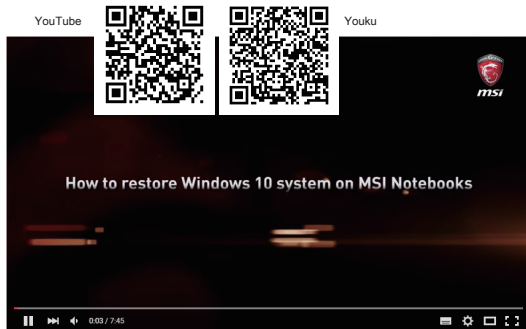 YouTube
Youku
msi
How to restore Windows 10 system on MSI Notebooks
0:03 / 7:45